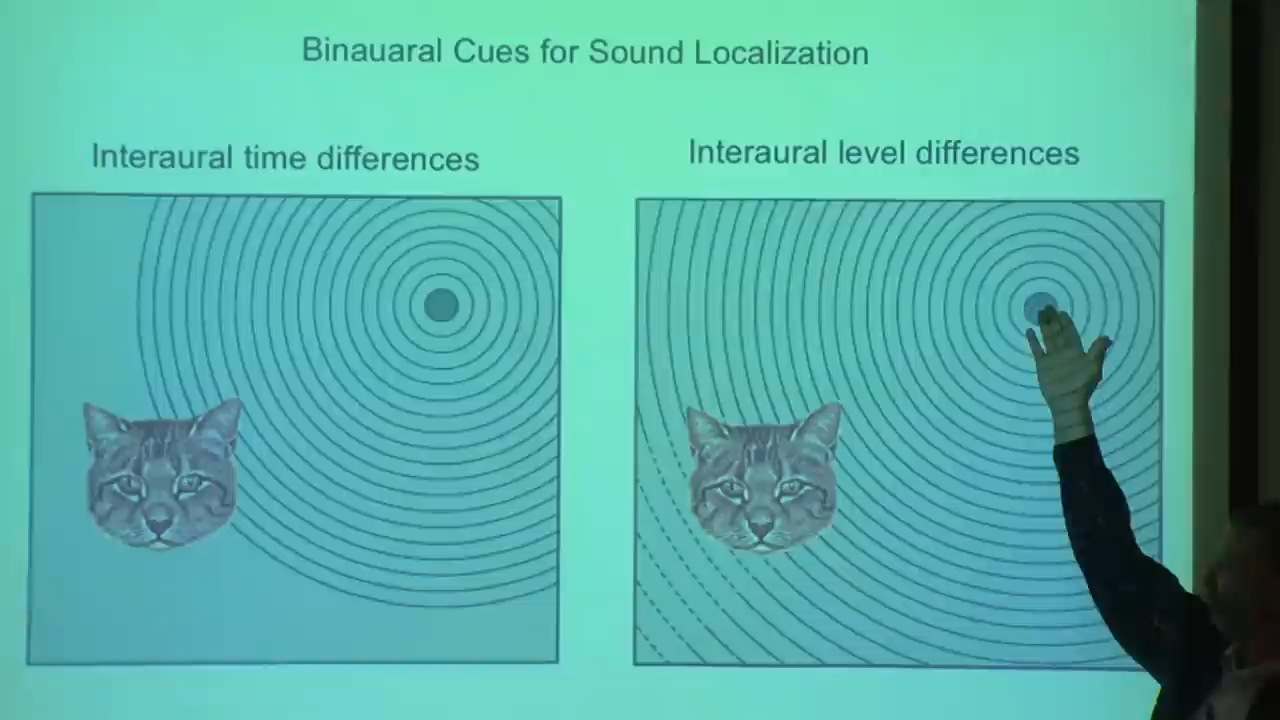 Binauaral Cues for Sound Localization
Interaural time differences
Interaural level differences